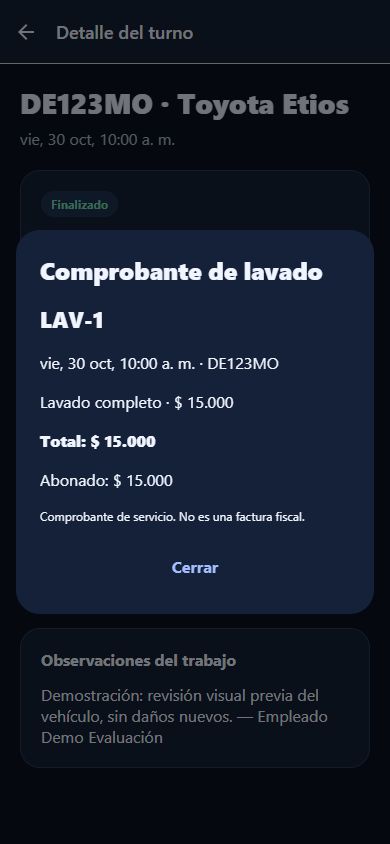 Detalle del turno
DE123MO · Toyota Etios
vie, 30 oct, 10:00 a. m.
Finalizado
Comprobante de lavado
LAV-1
vie, 30 oct, 10:00 a. m. · DE123MO
Lavado completo · $ 15.000
Total: $ 15.000
Abonado: $ 15.000
Comprobante de servicio. No es una factura fiscal.
Cerrar
Observaciones del trabajo
Demostración: revisión visual previa del
vehículo, sin daños nuevos. — Empleado
Demo Evaluación